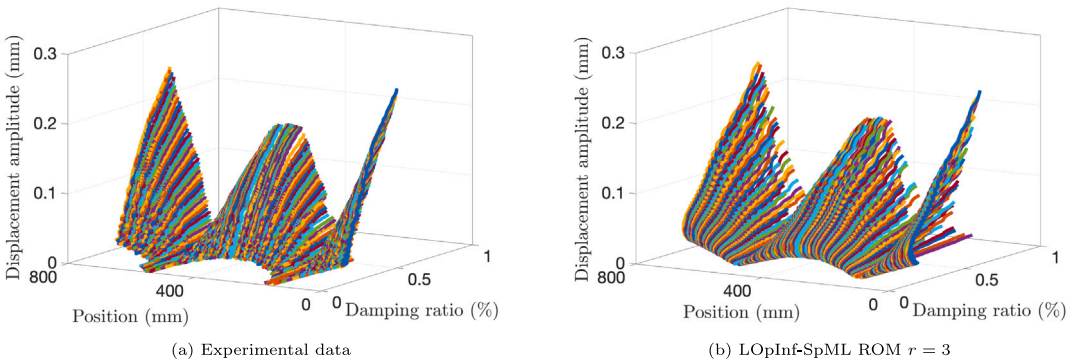 0.3
0.2
0.1
0
800
400
0
0
0.5
1
Displacement amplitude (mm)
Position (mm)
Damping ratio (%)
(a) Experimental data
0.3
0.2
0.1
0
800
400
0
0
0.5
1
Displacement amplitude (mm)
Position (mm)
Damping ratio (%)
(b) LOpInf-SpML ROM r = 3